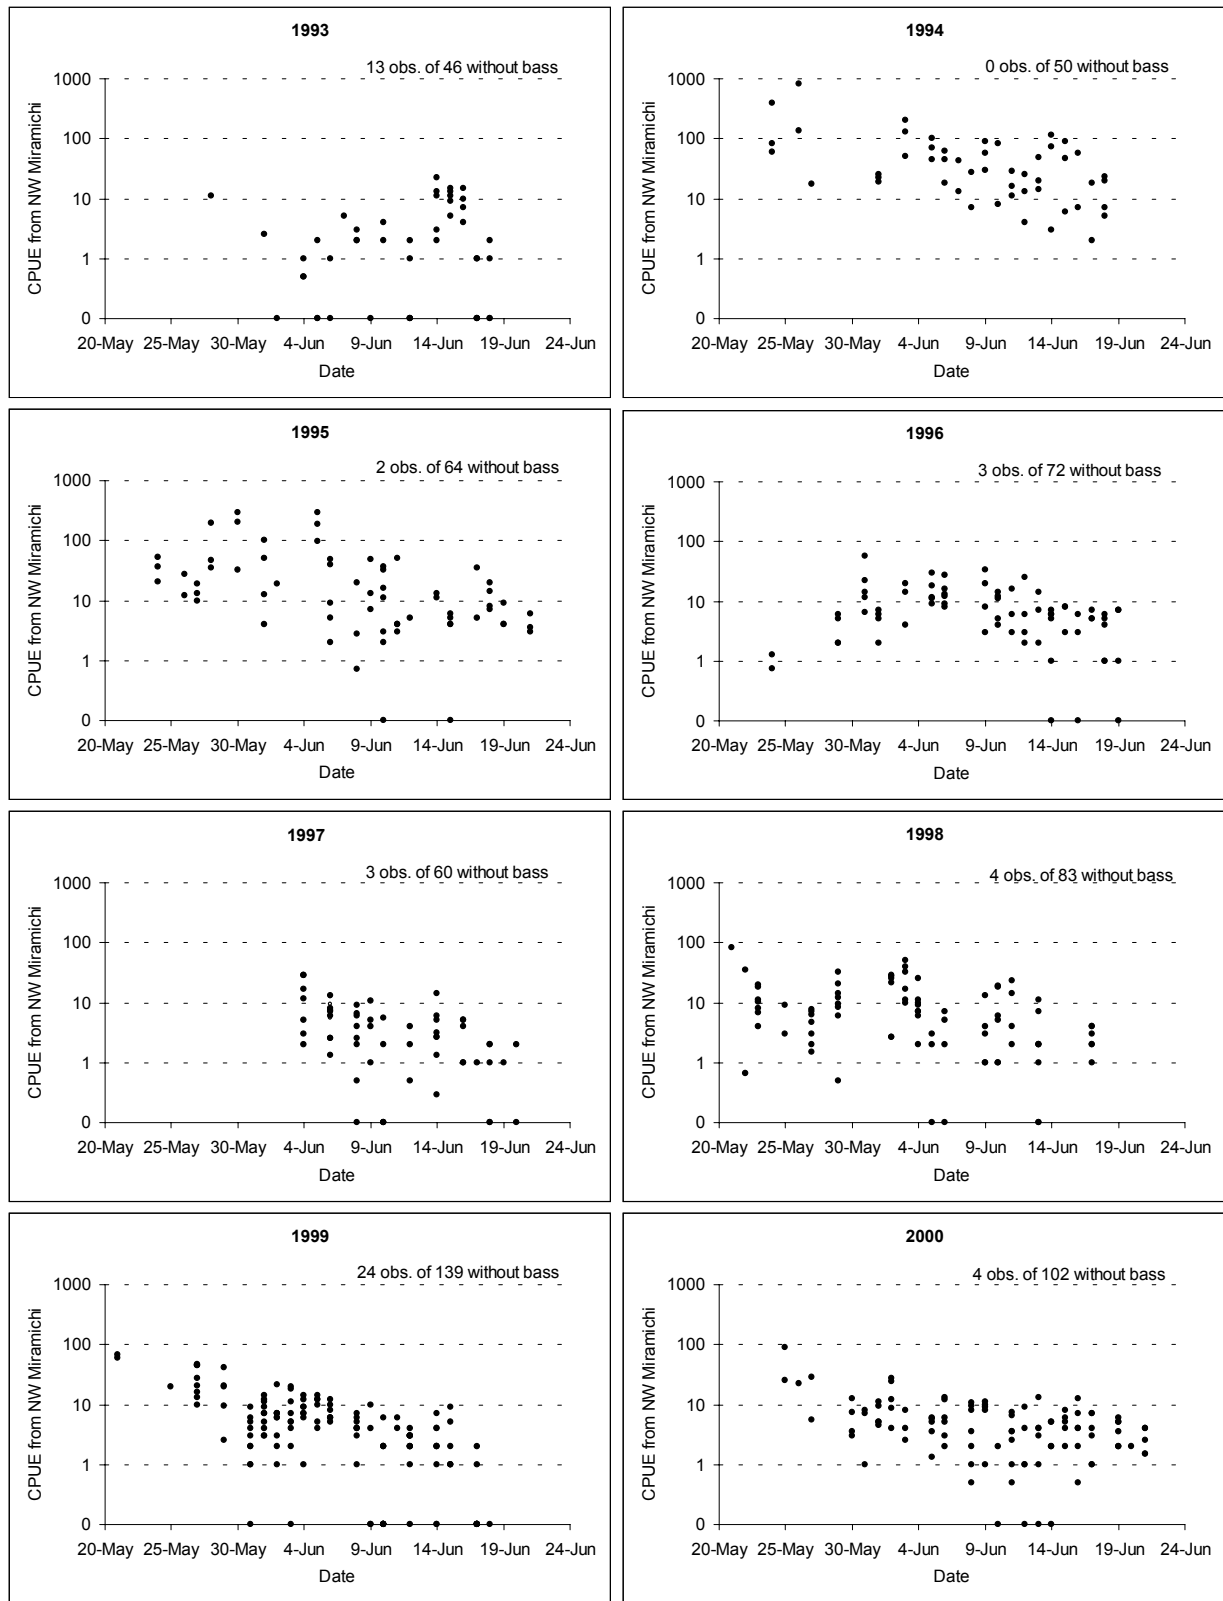 1993
13 obs. of 46 without bass
CPUE from NW Miramichi
1000
100
10
1
0
20-May 25-May 30-May 4-Jun 9-Jun 14-Jun 19-Jun 24-Jun
Date
1994
0 obs. of 50 without bass
CPUE from NW Miramichi
1000
100
10
1
0
20-May 25-May 30-May 4-Jun 9-Jun 14-Jun 19-Jun 24-Jun
Date
1995
2 obs. of 64 without bass
CPUE from NW Miramichi
1000
100
10
1
0
20-May 25-May 30-May 4-Jun 9-Jun 14-Jun 19-Jun 24-Jun
Date
1996
3 obs. of 72 without bass
CPUE from NW Miramichi
1000
100
10
1
0
20-May 25-May 30-May 4-Jun 9-Jun 14-Jun 19-Jun 24-Jun
Date
1997
3 obs. of 60 without bass
CPUE from NW Miramichi
1000
100
10
1
0
20-May 25-May 30-May 4-Jun 9-Jun 14-Jun 19-Jun 24-Jun
Date
1998
4 obs. of 83 without bass
CPUE from NW Miramichi
1000
100
10
1
0
20-May 25-May 30-May 4-Jun 9-Jun 14-Jun 19-Jun 24-Jun
Date
1999
24 obs. of 139 without bass
CPUE from NW Miramichi
1000
100
10
1
0
20-May 25-May 30-May 4-Jun 9-Jun 14-Jun 19-Jun 24-Jun
Date
2000
4 obs. of 102 without bass
CPUE from NW Miramichi
1000
100
10
1
0
20-May 25-May 30-May 4-Jun 9-Jun 14-Jun 19-Jun 24-Jun
Date